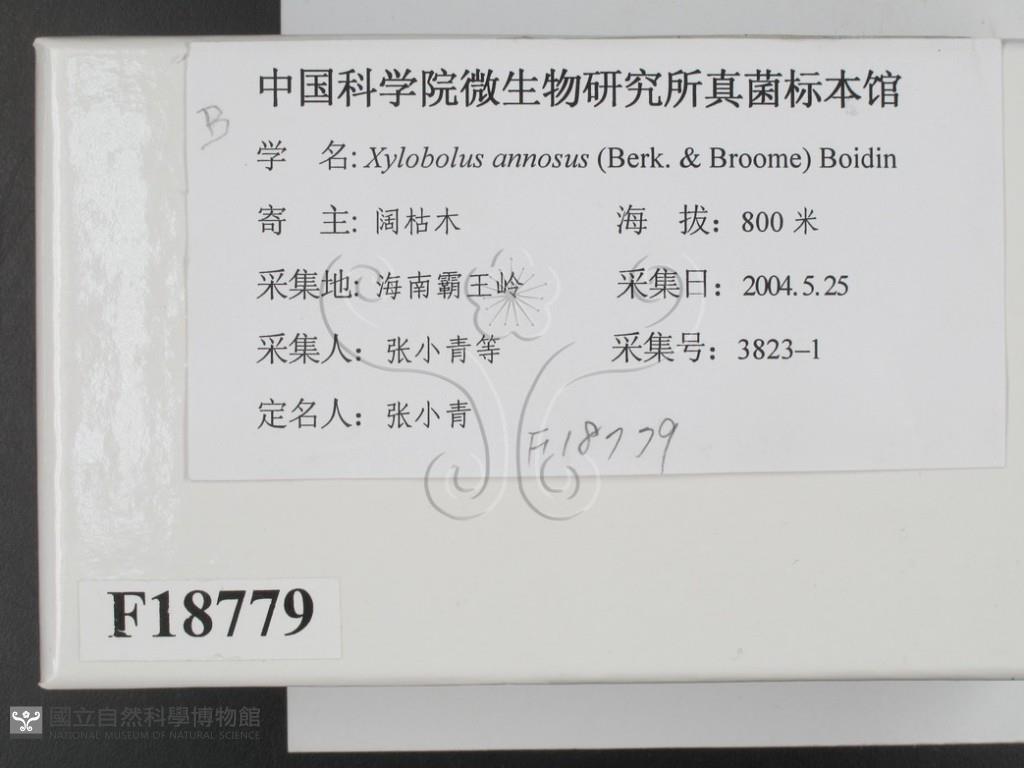 中国科学院微生物研究所真菌标本馆
B
学 名: Xylobolus annosus (Berk. & Broome) Boidin
寄 主: 阔枯木 海 拔：800 米
采集地: 海南霸王岭 采集日：2004.5.25
采集人：张小青等 采集号：3823–1
定名人：张小青
F18779
F18779
國立自然科學博物館
NATIONAL MUSEUM OF NATURAL SCIENCE